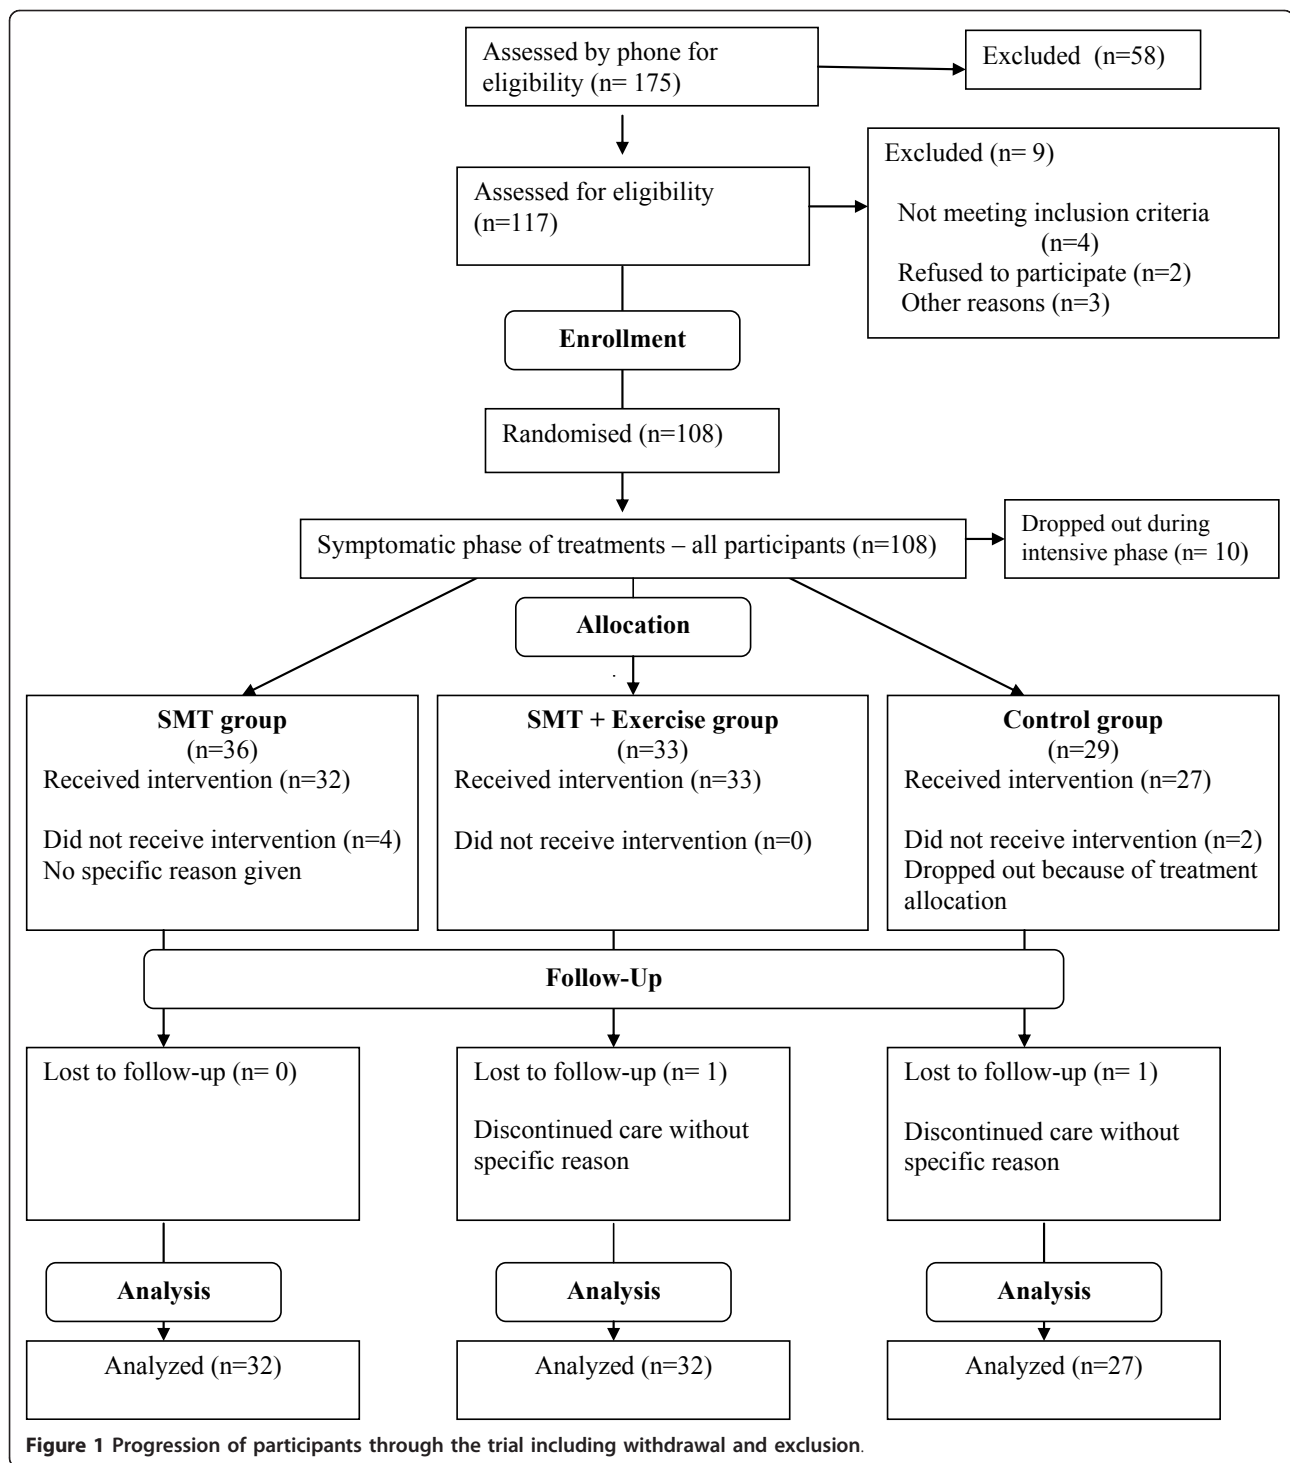 Assessed by phone for
eligibility (n= 175)
Excluded (n=58)
Assessed for eligibility
(n=117)
Excluded (n= 9)
Not meeting inclusion criteria
(n=4)
Refused to participate (n=2)
Other reasons (n=3)
Enrollment
Randomised (n=108)
Symptomatic phase of treatments – all participants (n=108)
Dropped out during
intensive phase (n= 10)
Allocation
SMT group
(n=36)
Received intervention (n=32)
Did not receive intervention (n=4)
No specific reason given
SMT + Exercise group
(n=33)
Received intervention (n=33)
Did not receive intervention (n=0)
Control group
(n=29)
Received intervention (n=27)
Did not receive intervention (n=2)
Dropped out because of treatment
allocation
Follow-Up
Lost to follow-up (n= 0)
Lost to follow-up (n= 1)
Discontinued care without
specific reason
Lost to follow-up (n= 1)
Discontinued care without
specific reason
Analysis
Analysis
Analysis
Analyzed (n=32)
Analyzed (n=32)
Analyzed (n=27)
Figure 1 Progression of participants through the trial including withdrawal and exclusion.